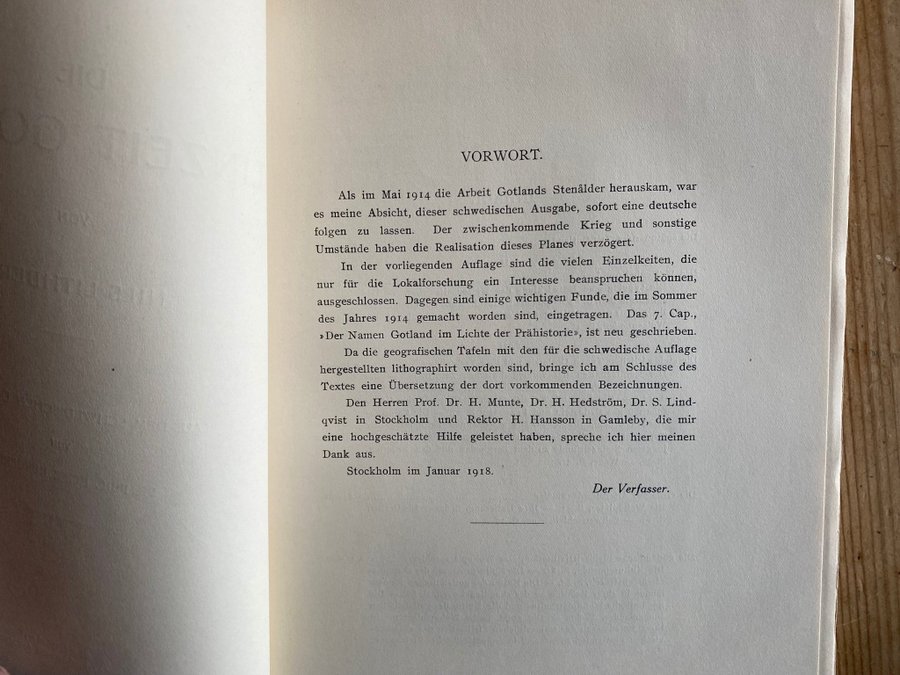 VORWORT.
Als im Mai 1914 die Arbeit Gotlands Stenålder herauskam, war
es meine Absicht, dieser schwedischen Ausgabe, sofort eine deutsche
folgen zu lassen. Der zwischenkommende Krieg und sonstige
Umstände haben die Realisation dieses Planes verzögert.
In der vorliegenden Auflage sind die vielen Einzelkeiten, die
nur für die Lokalforschung ein Interesse beanspruchen können,
ausgeschlossen. Dagegen sind einige wichtigen Funde, die im Sommer
des Jahres 1914 gemacht worden sind, eingetragen. Das 7. Cap.,
»Der Namen Gotland im Lichte der Prähistorie», ist neu geschrieben.
Da die geografischen Tafeln mit den für die schwedische Auflage
hergestellten lithographirt worden sind, bringe ich am Schlusse des
Textes eine Übersetzung der dort vorkommenden Bezeichnungen.
Den Herren Prof. Dr. H. Munte, Dr. H. Hedström, Dr. S. Lind-
qvist in Stockholm und Rektor H. Hansson in Gamleby, die mir
eine hochgeschätzte Hilfe geleistet haben, spreche ich hier meinen
Dank aus.
Stockholm im Januar 1918.
Der Verfasser.